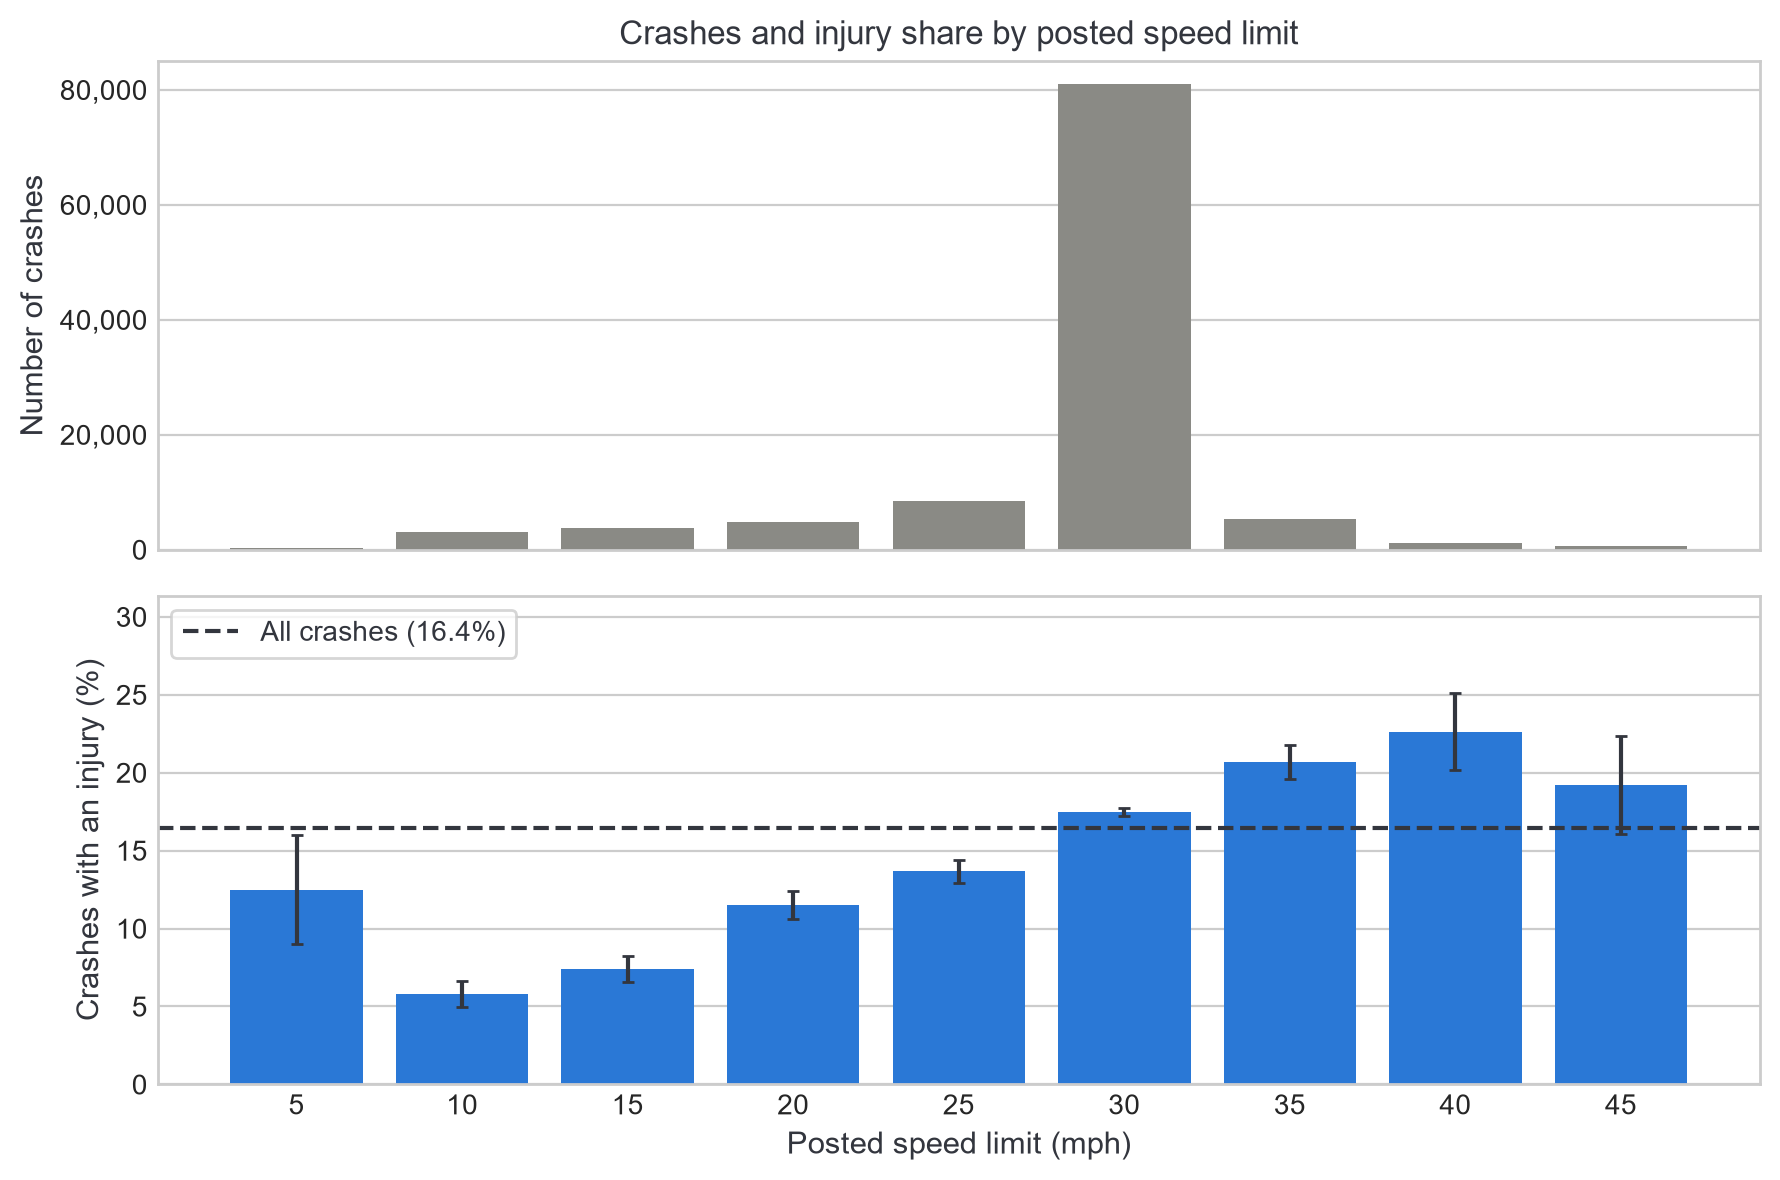 Crashes and injury share by posted speed limit
Number of crashes
80,000
60,000
40,000
20,000
0
Crashes with an injury (%)
30
25
20
15
10
5
0
All crashes (16.4%)
5 10 15 20 25 30 35 40 45
Posted speed limit (mph)